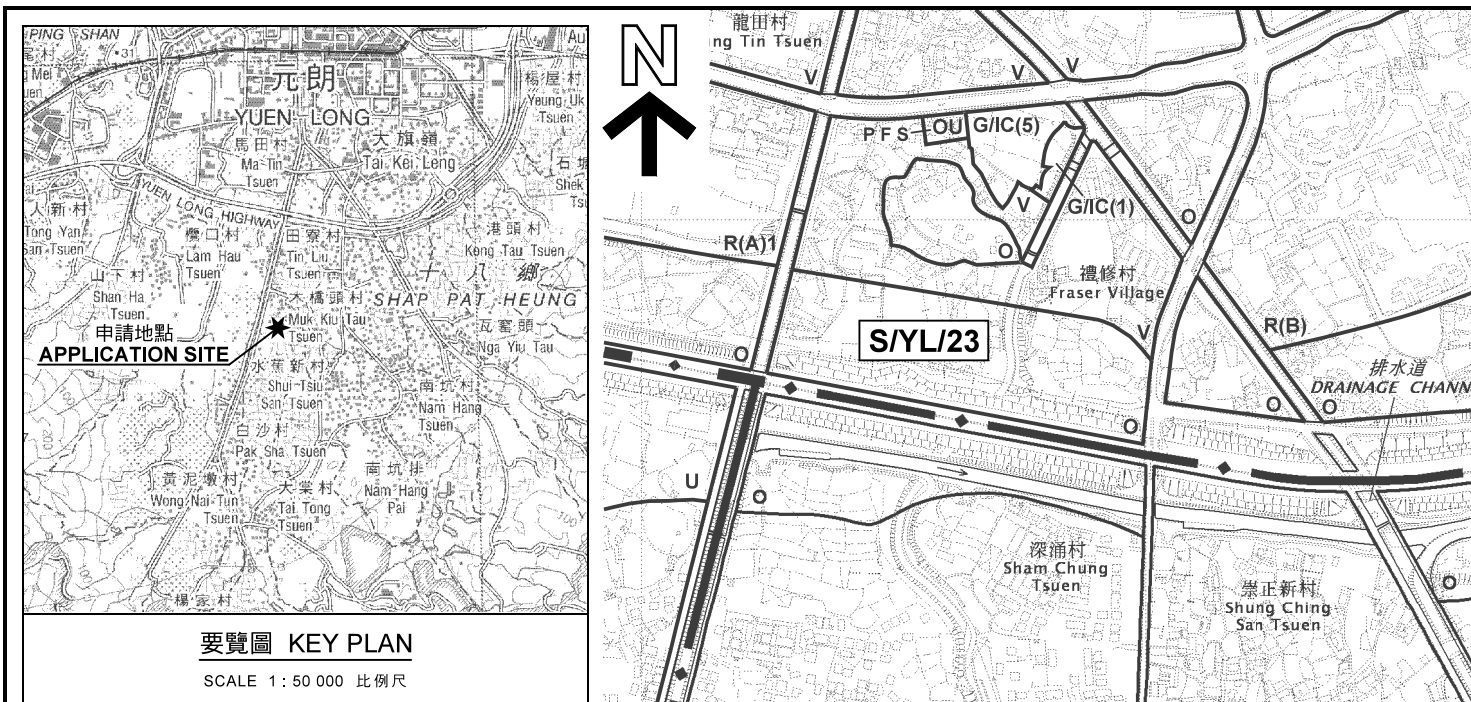 PING SHAN
31
元朗
YUEN LONG
Au
楊屋村
Yeung Uk
Tsuen
馬田村
Ma Tin
Tsuen
大旗嶺
Tai Kei Leng
Shek
YUEN LONG HIGHWAY
欖口村
Lam Hau
Tsuen
田寮村
Tin Liu
Tsuen
港頭村
Kong Tau Tsuen
人新村
Tong Yan
San Tsuen
山下村
Shan Ha
Tsuen
十八鄉
SHAP PAT HEUNG
木橋頭村
Muk Kiu Tau
Tsuen
瓦窰頭
Nga Yiu Tau
申請地點
APPLICATION SITE
水蕉新村
Shui Tsiu
San Tsuen
南坑村
Nam Hang
Tsuen
白沙村
Pak Sha Tsuen
黃泥墩村
Wong Nai Tun
Tsuen
大棠村
Tai Tong
Tsuen
南坑排
Nam Hang
Pai
楊家村
要覽圖 KEY PLAN
SCALE 1 : 50 000 比例尺
N
龍田村
ng Tin Tsuen
V
V
V
PFS
OU
G/IC(5)
V
G/IC(1)
O
O
R(A)1
禮修村
Fraser Village
V
R(B)
S/YL/23
O
排水道
DRAINAGE CHANN
O
O
O
U
O
深涌村
Sham Chung
Tsuen
崇正新村
Shung Ching
San Tsuen
O